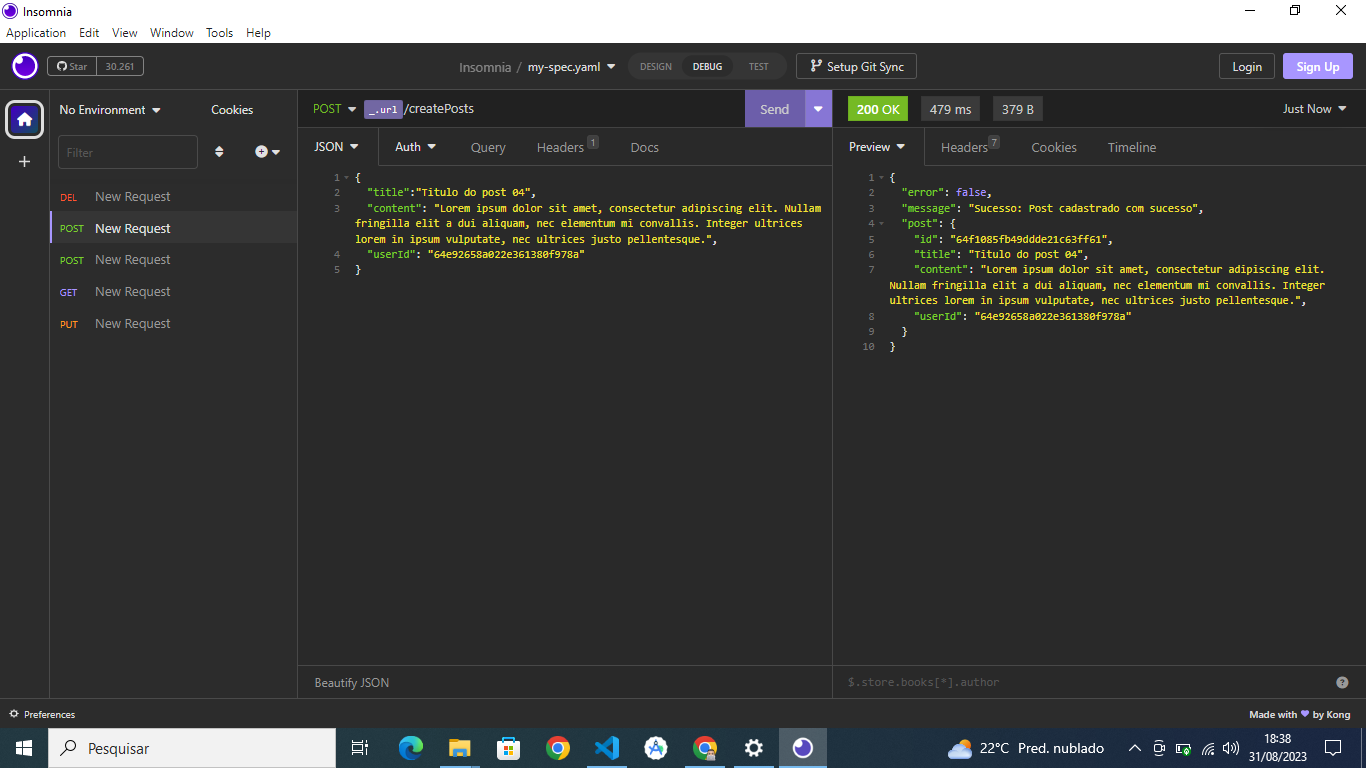 Insomnia
Application Edit View Window Tools Help
Star 30.261
Insomnia / my-spec.yaml
DESIGN DEBUG TEST
Setup Git Sync
Login Sign Up
No Environment Cookies
Filter
DEL New Request
POST New Request
POST New Request
GET New Request
PUT New Request
POST _.url /createPosts Send
JSON Auth Query Headers 1 Docs
1 {
2 "title":"Titulo do post 04",
3 "content": "Lorem ipsum dolor sit amet, consectetur adipiscing elit. Nullam
fringilla elit a dui aliquam, nec elementum mi convallis. Integer ultrices
lorem in ipsum vulputate, nec ultrices justo pellentesque.",
4 "userId": "64e92658a022e361380f978a"
5 }
Beautify JSON
200 OK 479 ms 379 B Just Now
Preview Headers 7 Cookies Timeline
1 {
2 "error": false,
3 "message": "Sucesso: Post cadastrado com sucesso",
4 "post": {
5 "id": "64f1085fb49ddde21c63ff61",
6 "title": "Titulo do post 04",
7 "content": "Lorem ipsum dolor sit amet, consectetur adipiscing elit.
Nullam fringilla elit a dui aliquam, nec elementum mi convallis. Integer
ultrices lorem in ipsum vulputate, nec ultrices justo pellentesque.",
8 "userId": "64e92658a022e361380f978a"
9 }
10 }
$.store.books[*].author
Preferences
Made with by Kong
Pesquisar
22°C Pred. nublado
18:38
31/08/2023